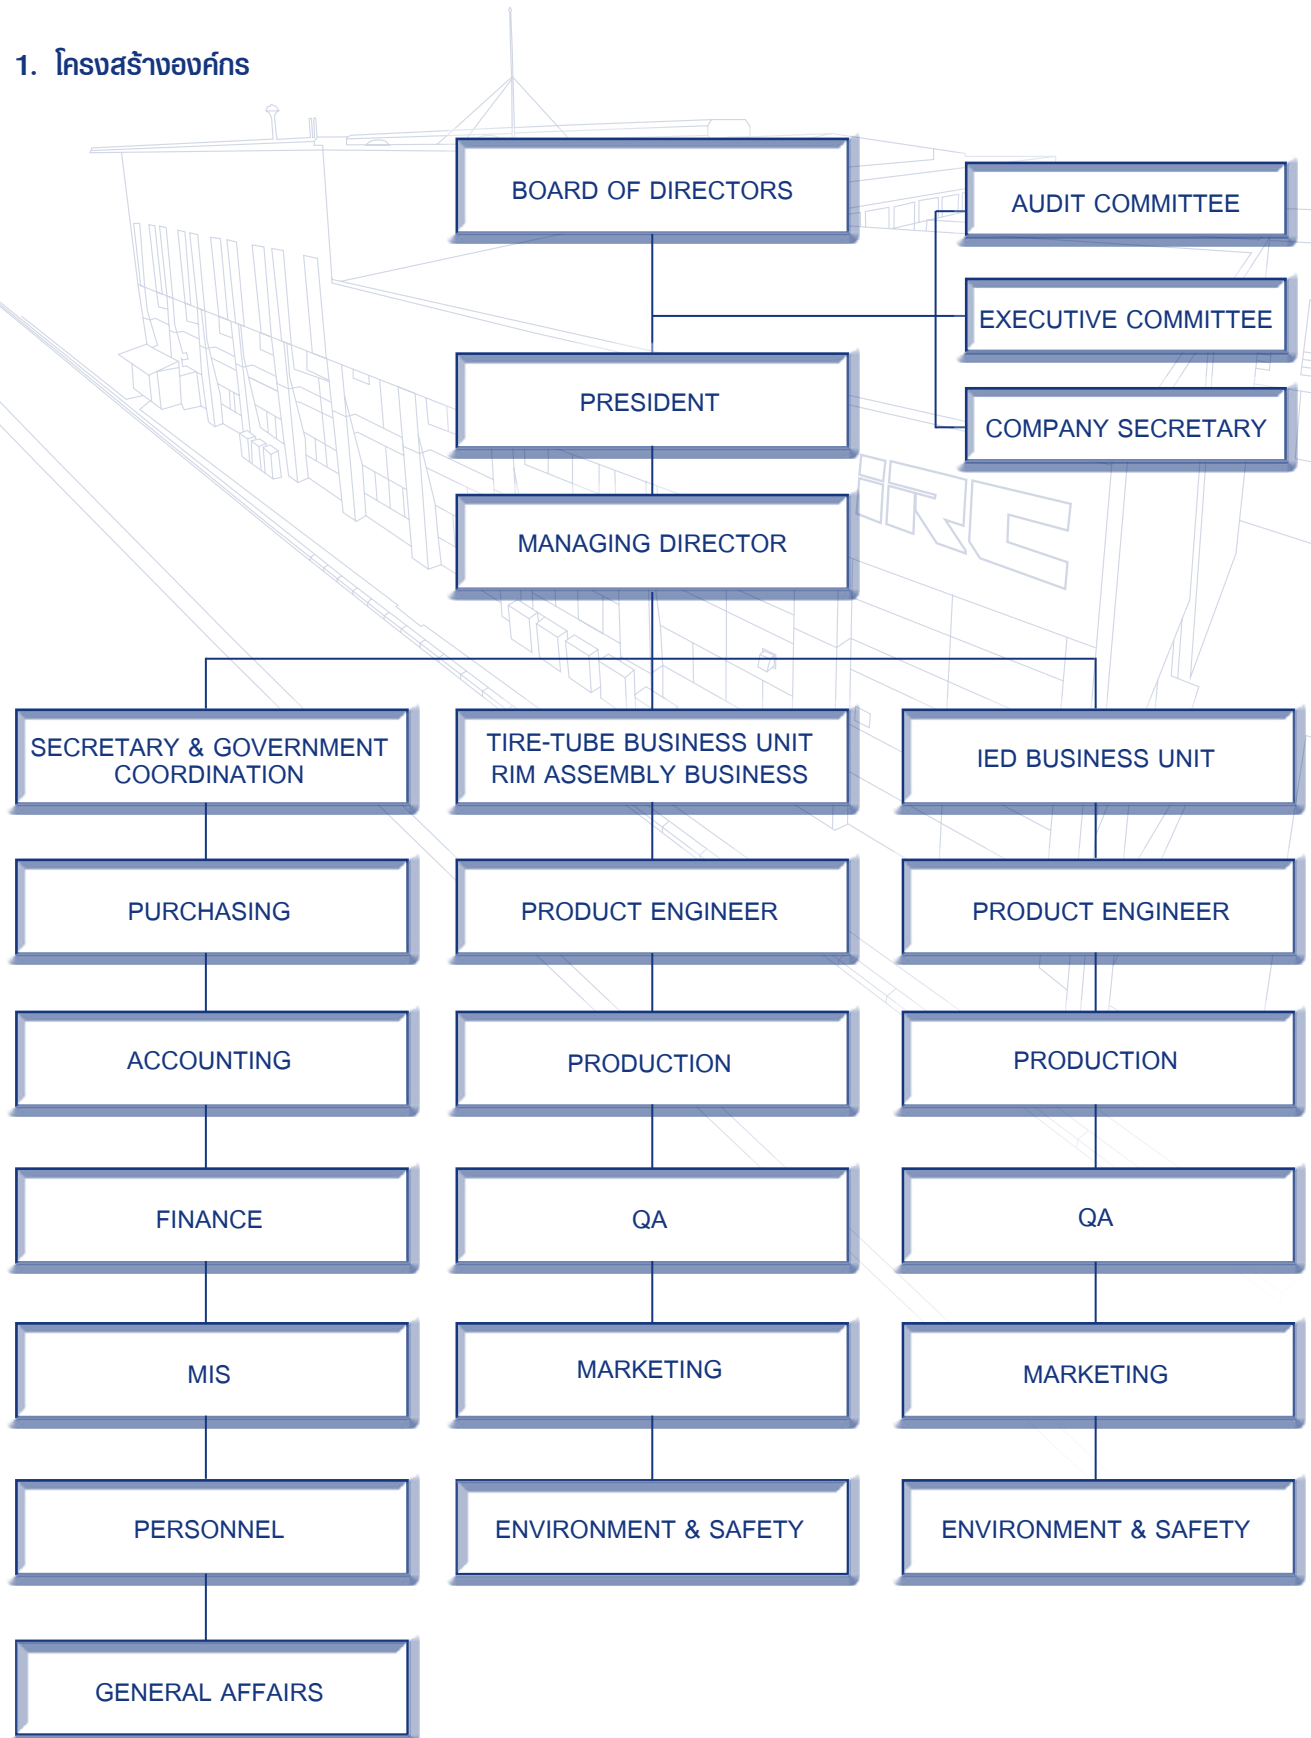 1. โครงสร้างองค์กร
BOARD OF DIRECTORS
AUDIT COMMITTEE
EXECUTIVE COMMITTEE
COMPANY SECRETARY
PRESIDENT
MANAGING DIRECTOR
IRC
SECRETARY & GOVERNMENT
COORDINATION
PURCHASING
ACCOUNTING
FINANCE
MIS
PERSONNEL
GENERAL AFFAIRS
TIRE-TUBE BUSINESS UNIT
RIM ASSEMBLY BUSINESS
PRODUCT ENGINEER
PRODUCTION
QA
MARKETING
ENVIRONMENT & SAFETY
IED BUSINESS UNIT
PRODUCT ENGINEER
PRODUCTION
QA
MARKETING
ENVIRONMENT & SAFETY